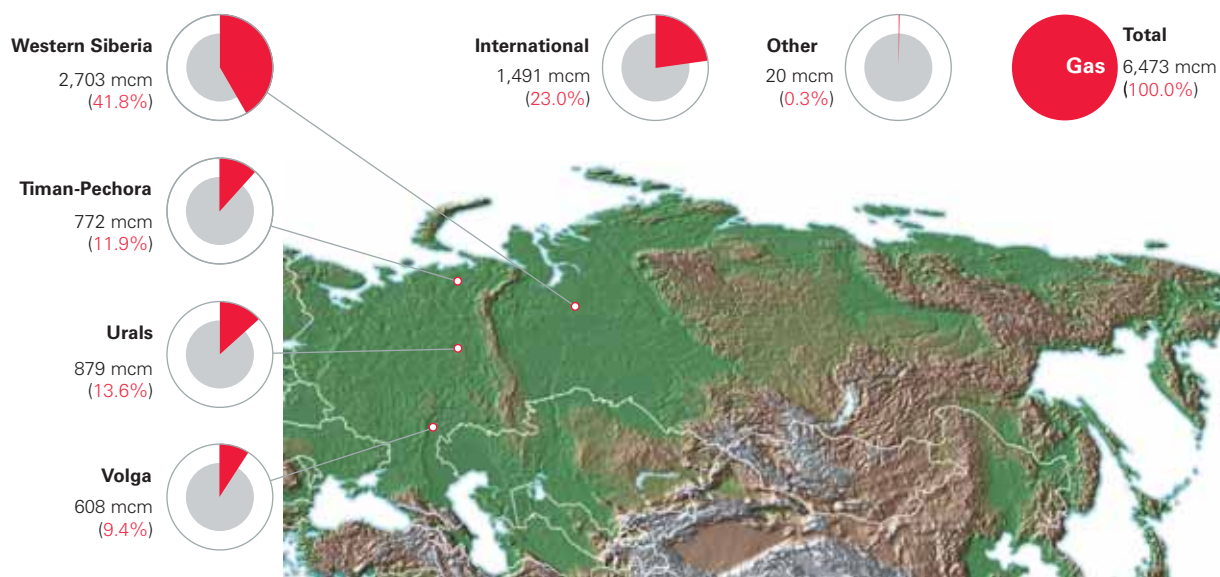 Western Siberia
2,703 mcm
(41.8%)
International
1,491 mcm
(23.0%)
Other
20 mcm
(0.3%)
Gas
Total
6,473 mcm
(100.0%)
Timan-Pechora
772 mcm
(11.9%)
Urals
879 mcm
(13.6%)
Volga
608 mcm
(9.4%)